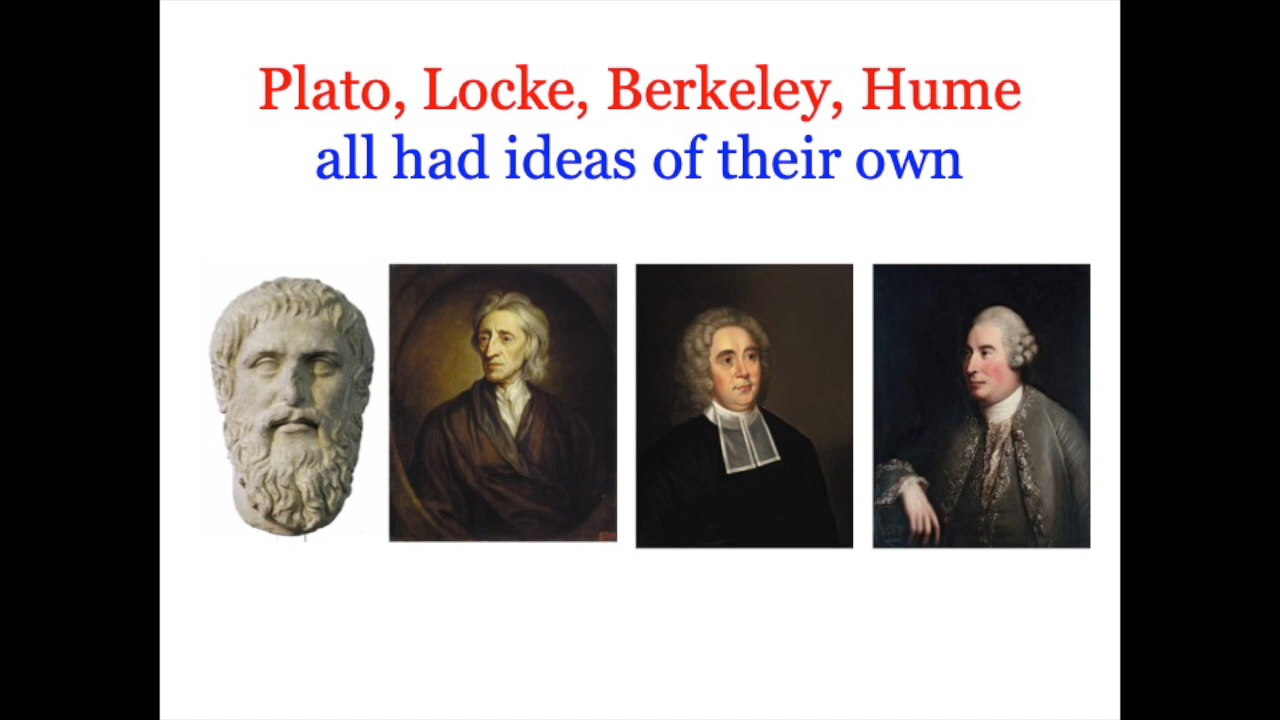 Plato, Locke, Berkeley, Hume
all had ideas of their own